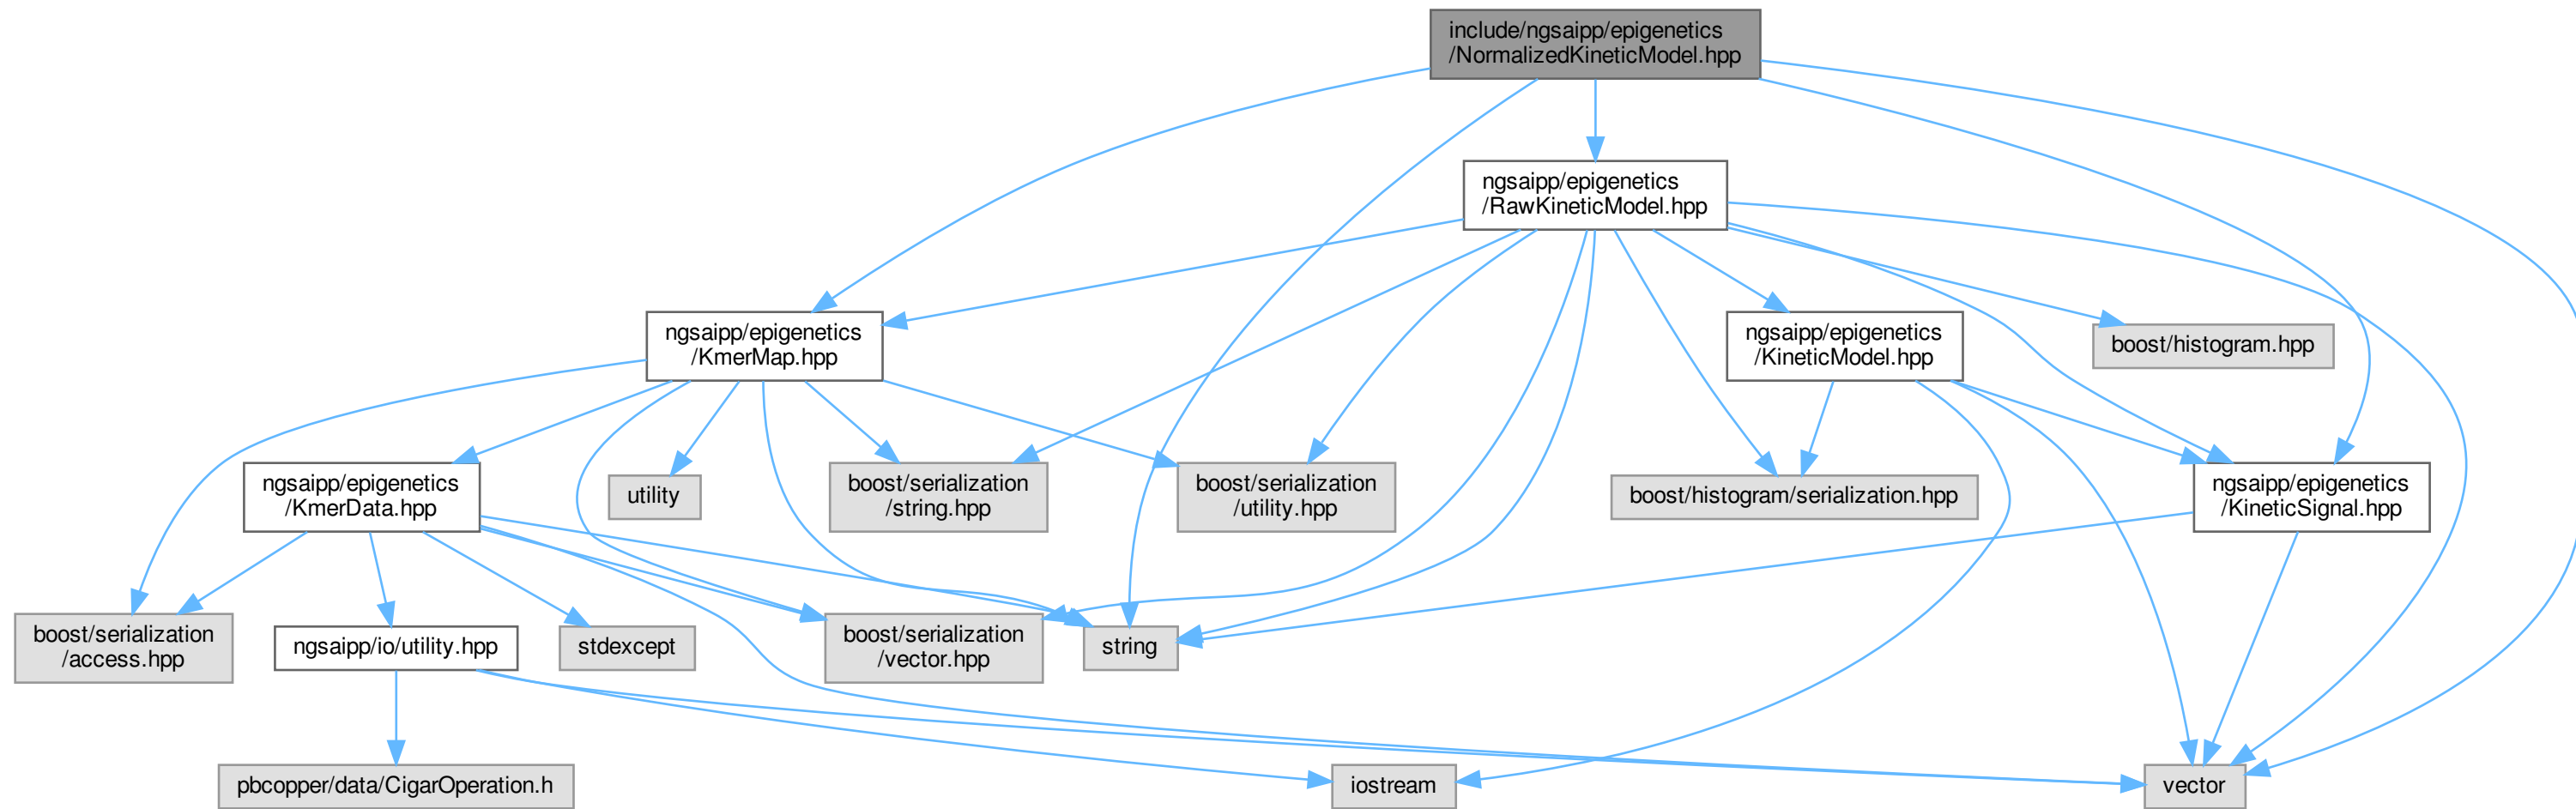 include/ngsaipp/epigenetics
/NormalizedKineticModel.hpp
ngsaipp/epigenetics
/RawKineticModel.hpp
ngsaipp/epigenetics
/KmerMap.hpp
ngsaipp/epigenetics
/KineticModel.hpp
boost/histogram.hpp
ngsaipp/epigenetics
/KmerData.hpp
utility
boost/serialization
/string.hpp
boost/serialization
/utility.hpp
boost/histogram/serialization.hpp
ngsaipp/epigenetics
/KineticSignal.hpp
boost/serialization
/access.hpp
ngsaipp/io/utility.hpp
stdexcept
boost/serialization
/vector.hpp
string
pbcopper/data/CigarOperation.h
iostream
vector